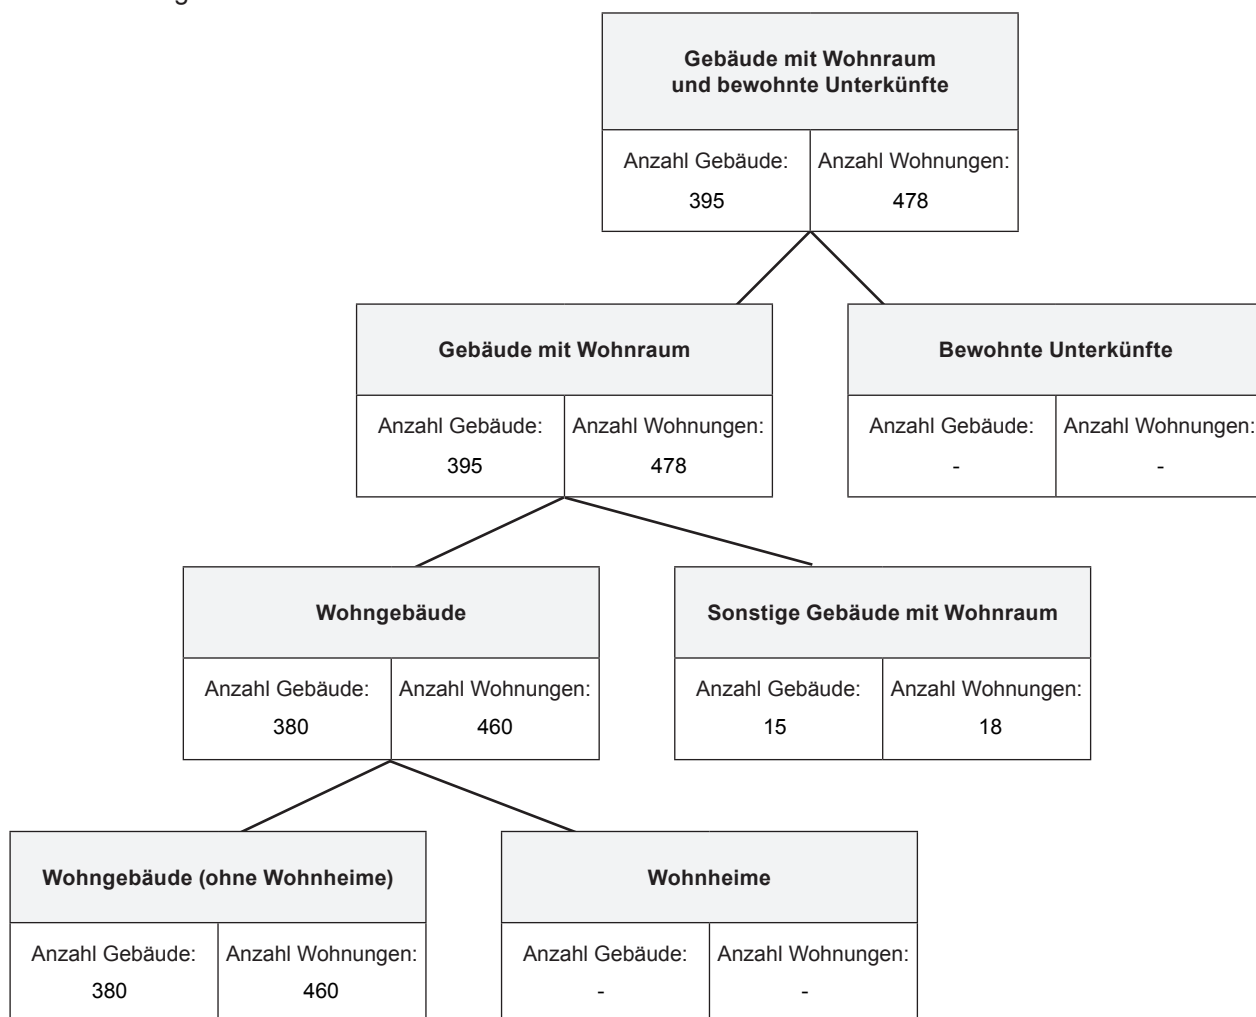 Gebäude mit Wohnraum
und bewohnte Unterkünfte
Anzahl Gebäude: Anzahl Wohnungen:
395 478
Gebäude mit Wohnraum Bewohnte Unterkünfte
Anzahl Gebäude: Anzahl Wohnungen: Anzahl Gebäude: Anzahl Wohnungen:
395 478 - -
Wohngebäude Sonstige Gebäude mit Wohnraum
Anzahl Gebäude: Anzahl Wohnungen: Anzahl Gebäude: Anzahl Wohnungen:
380 460 15 18
Wohngebäude (ohne Wohnheime) Wohnheime
Anzahl Gebäude: Anzahl Wohnungen: Anzahl Gebäude: Anzahl Wohnungen:
380 460 - -